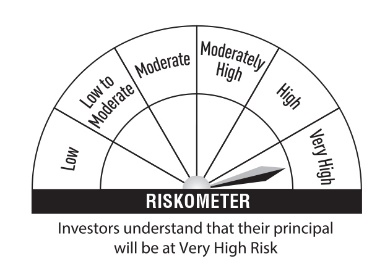 Low
Low to
Moderate
Moderate
Moderately
High
High
Very High
RISKOMETER
Investors understand that their principal
will be at Very High Risk